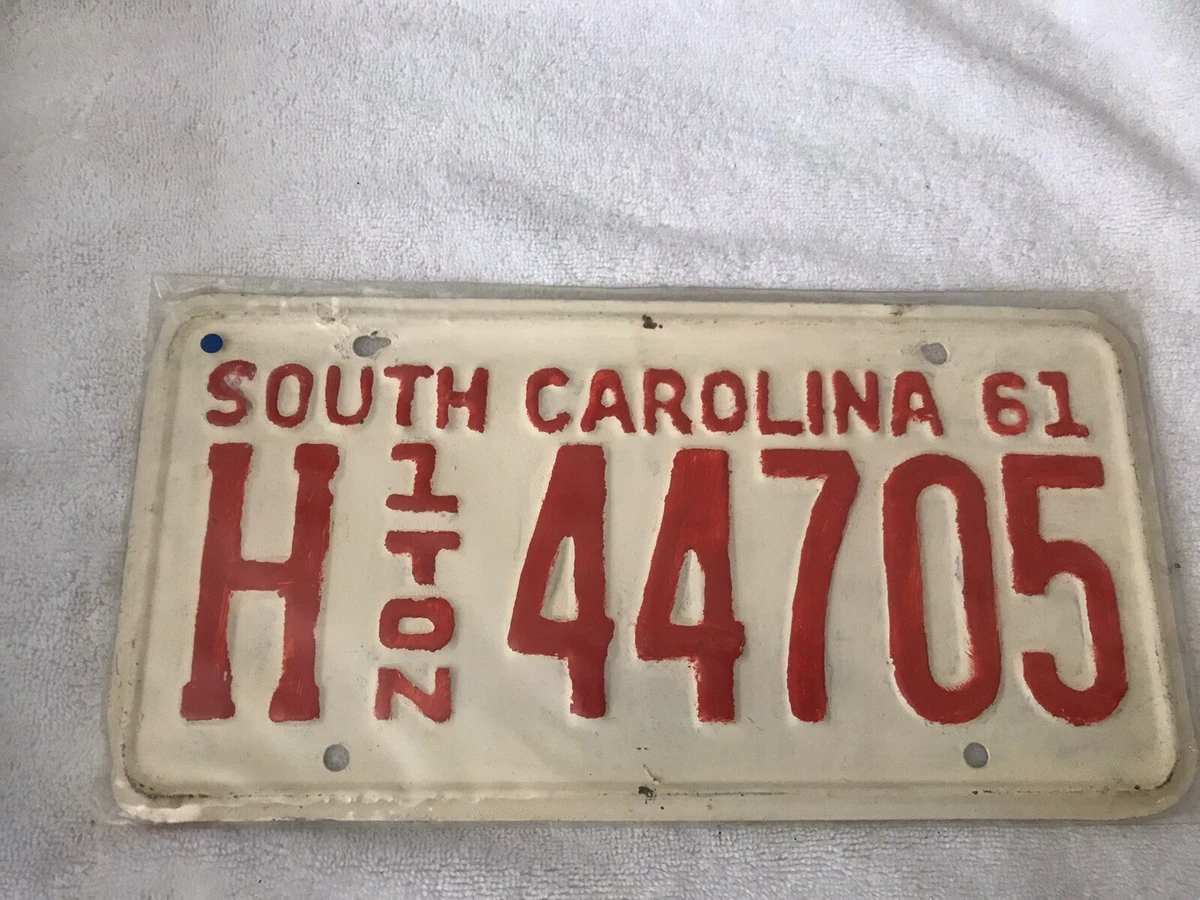 SOUTH CAROLINA 61
H 1 TON 44705